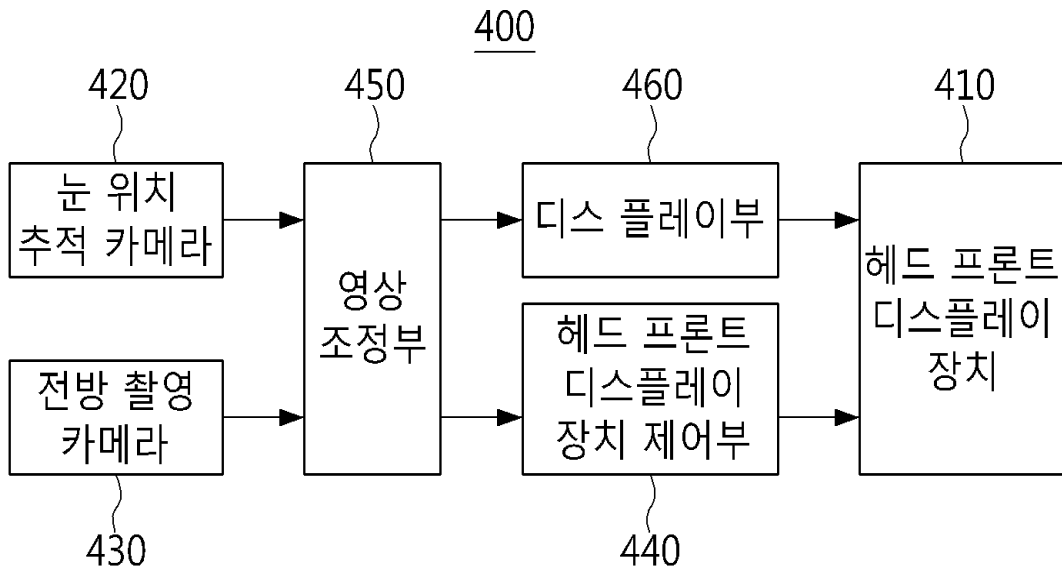 400
420
450
460
410
눈 위치
추적 카메라
영상
조정부
디스 플레이부
헤드 프론트
디스플레이
장치
전방 촬영
카메라
헤드 프론트
디스플레이
장치 제어부
430
440